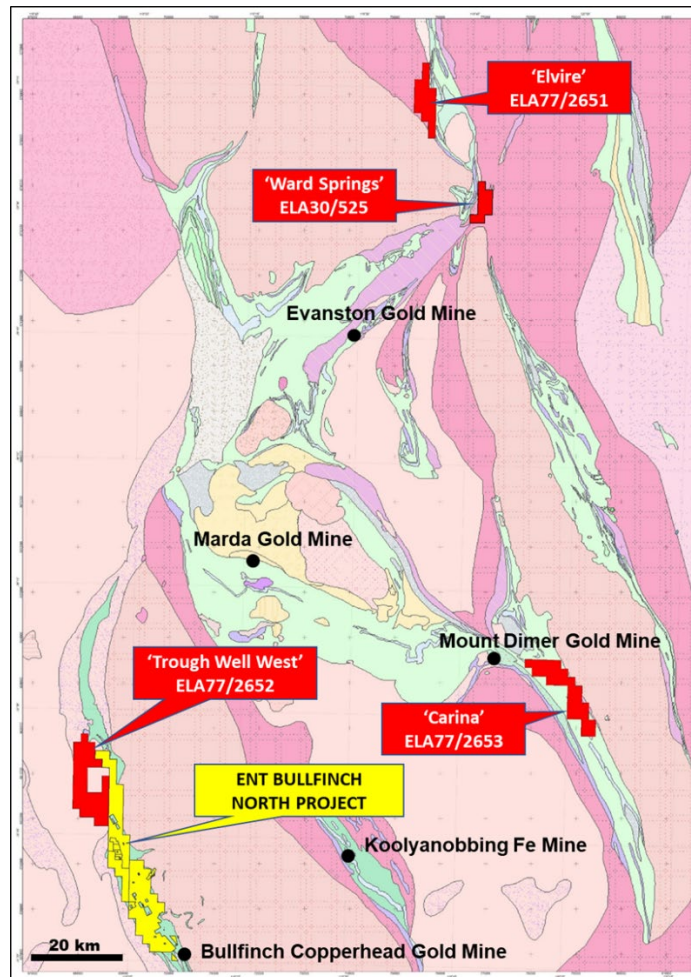 ‘Elvire’
ELA77/2651
‘Ward Springs’
ELA30/525
Evanston Gold Mine
Marda Gold Mine
Mount Dimer Gold Mine
‘Trough Well West’
ELA77/2652
‘Carina’
ELA77/2653
ENT BULLFINCH
NORTH PROJECT
Koolyanobbing Fe Mine
20 km
Bullfinch Copperhead Gold Mine